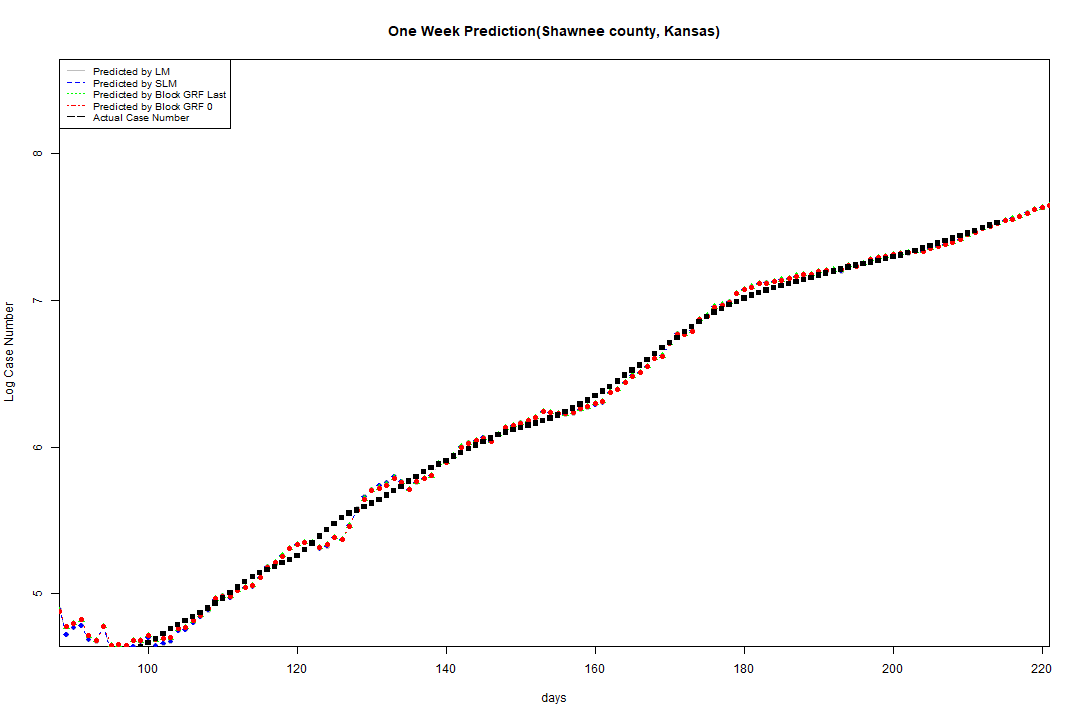 One Week Prediction(Shawnee county, Kansas)
Predicted by LM
Predicted by SLM
Predicted by Block GRF Last
Predicted by Block GRF 0
Actual Case Number
8
7
6
5
Log Case Number
100 120 140 160 180 200 220
days